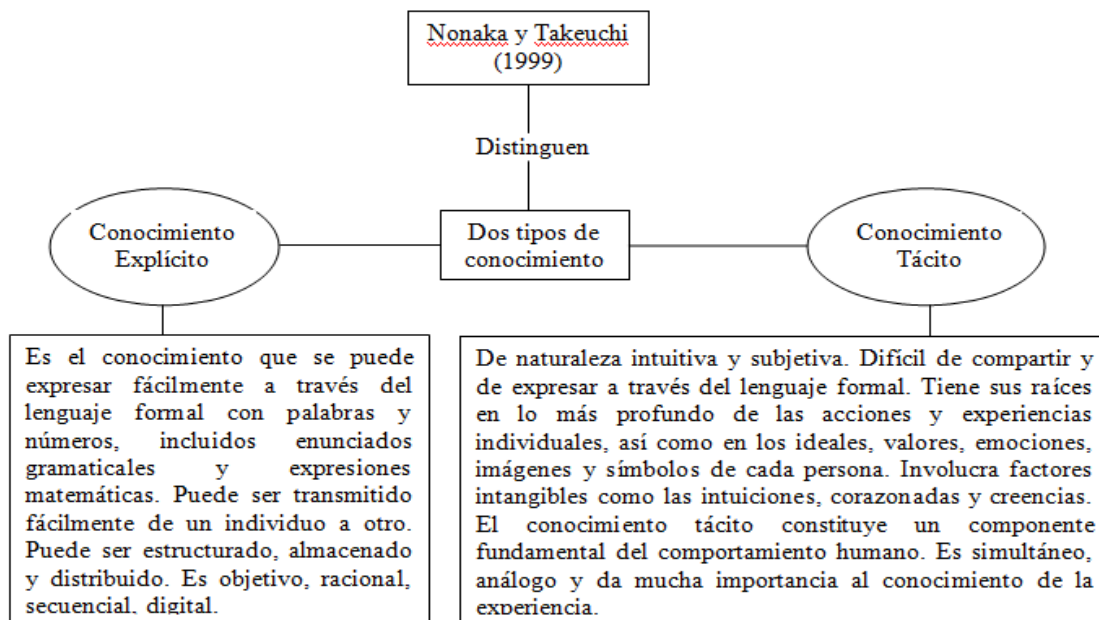 Nonaka y Takeuchi
(1999)
Distinguen
Conocimiento
Explícito
Dos tipos de
conocimiento
Conocimiento
Tácito
Es el conocimiento que se puede
expresar fácilmente a través del
lenguaje formal con palabras y
números, incluidos enunciados
gramaticales y expresiones
matemáticas. Puede ser transmitido
fácilmente de un individuo a otro.
Puede ser estructurado, almacenado
y distribuido. Es objetivo, racional,
secuencial, digital.
De naturaleza intuitiva y subjetiva. Difícil de compartir y
de expresar a través del lenguaje formal. Tiene sus raíces
en lo más profundo de las acciones y experiencias
individuales, así como en los ideales, valores, emociones,
imágenes y símbolos de cada persona. Involucra factores
intangibles como las intuiciones, corazonadas y creencias.
El conocimiento tácito constituye un componente
fundamental del comportamiento humano. Es simultáneo,
análogo y da mucha importancia al conocimiento de la
experiencia.